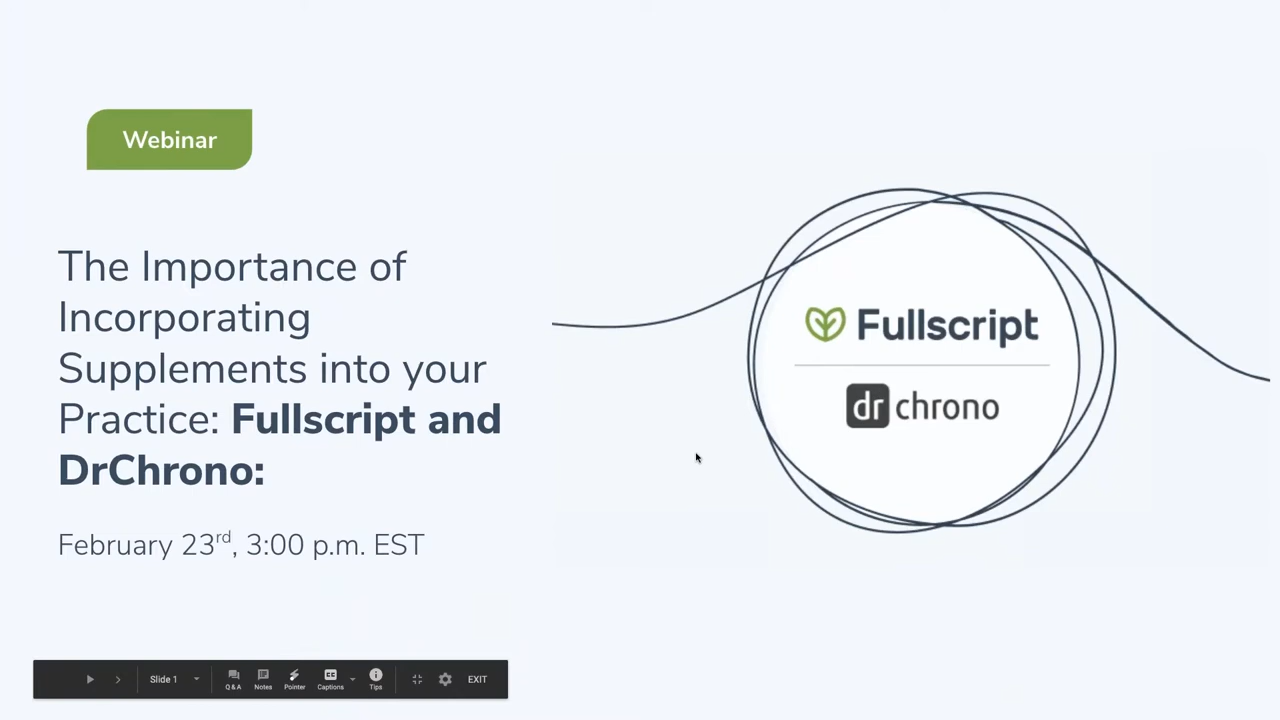 Webinar
The Importance of
Incorporating
Supplements into your
Practice: Fullscript and
DrChrono:
February 23rd, 3:00 p.m. EST
Fullscript
dr chrono
Slide 1
Q & A
Notes
Pointer
CC
Captions
Tips
EXIT